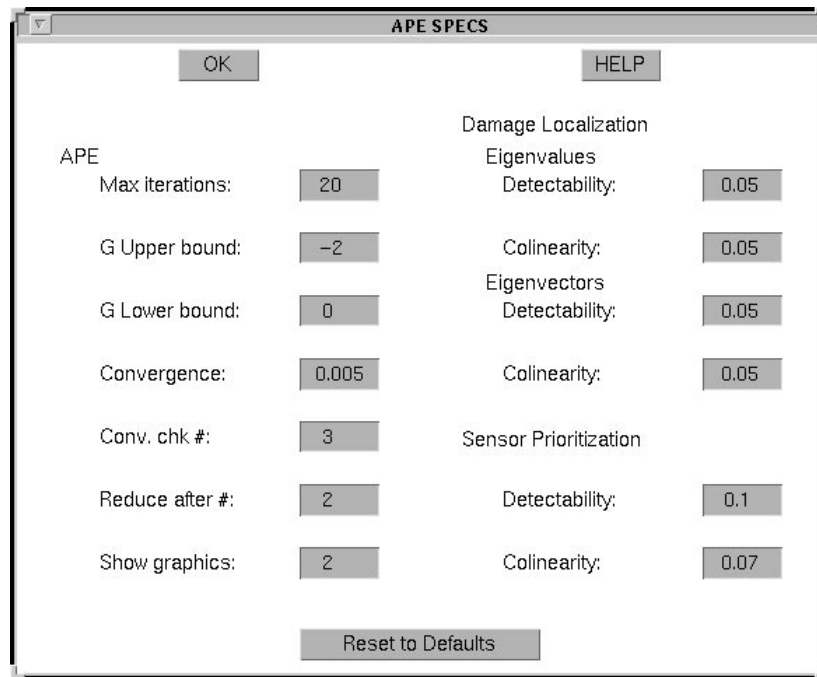 APE SPECS
OK
HELP
APE
Max iterations: 20
G Upper bound: -2
G Lower bound: 0
Convergence: 0.005
Conv. chk #: 3
Reduce after #: 2
Show graphics: 2
Damage Localization
Eigenvalues
Detectability: 0.05
Colinearity: 0.05
Eigenvectors
Detectability: 0.05
Colinearity: 0.05
Sensor Prioritization
Detectability: 0.1
Colinearity: 0.07
Reset to Defaults